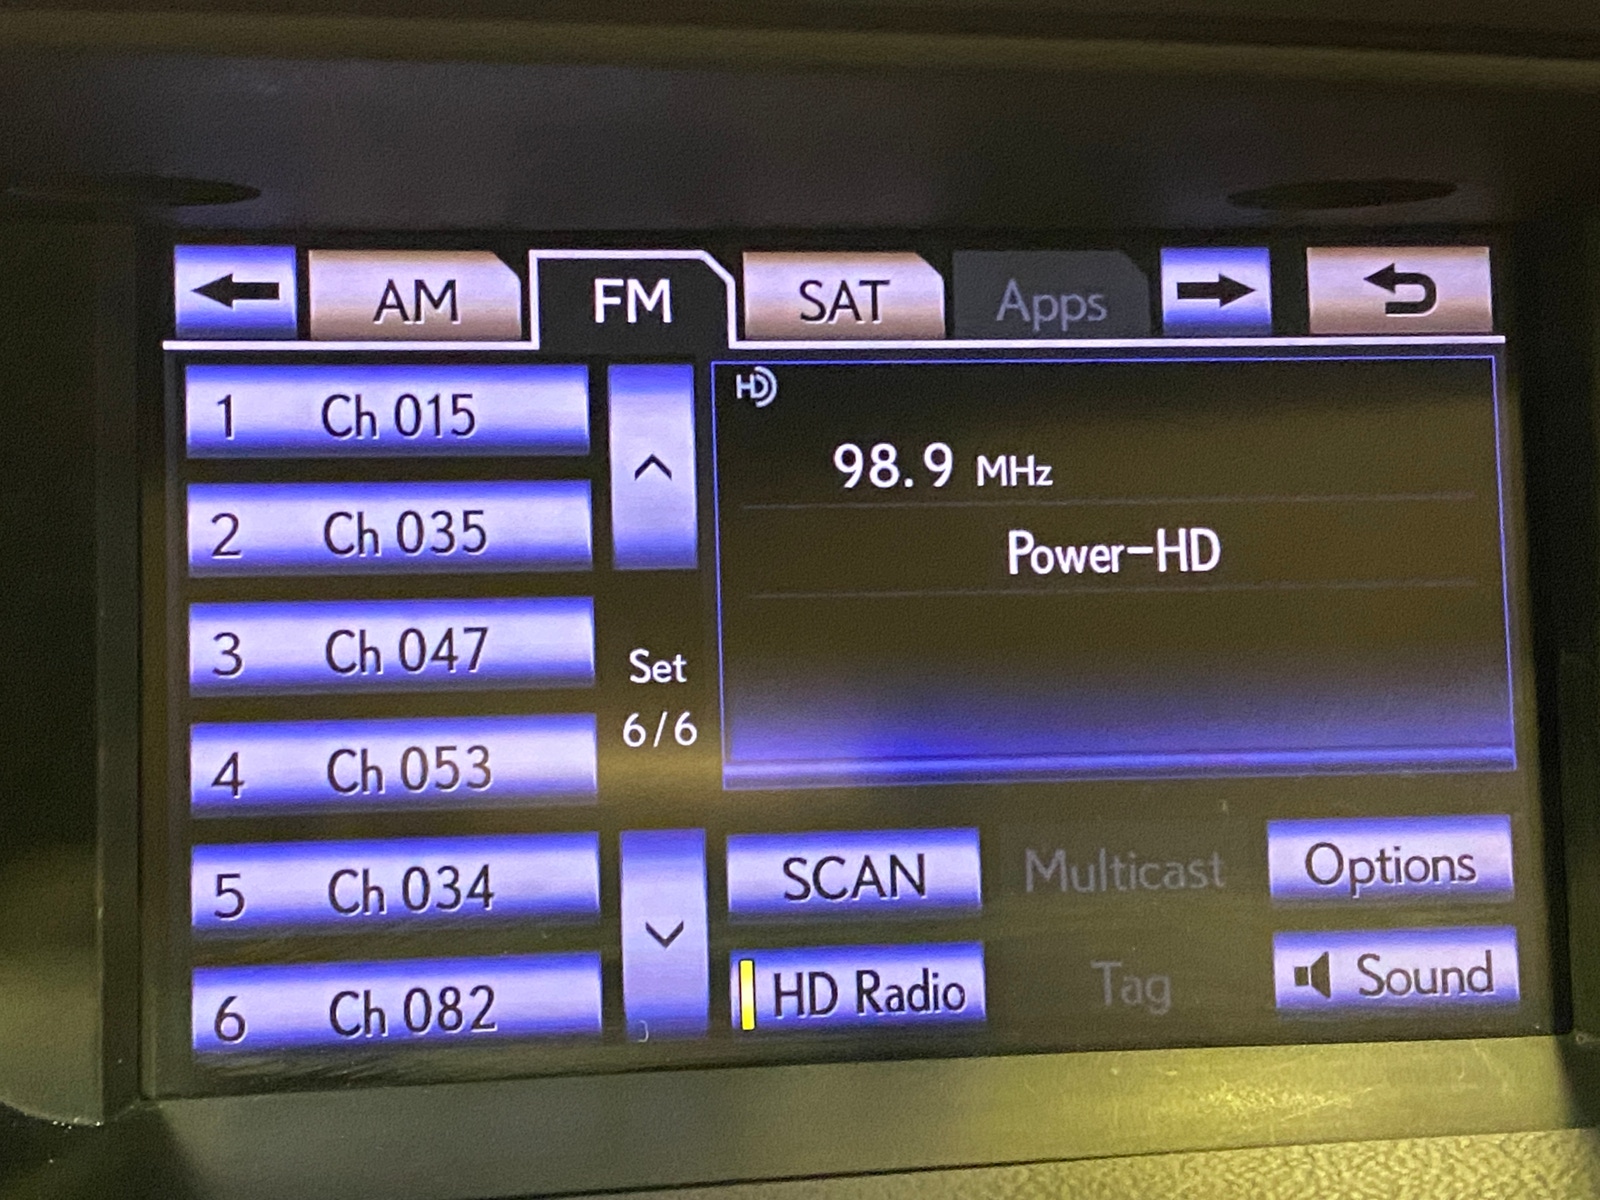 AM FM SAT Apps
HD
98.9 MHz
Power-HD
1 Ch 015
2 Ch 035
3 Ch 047
4 Ch 053
5 Ch 034
6 Ch 082
Set
6/6
SCAN Multicast Options
HD Radio Tag Sound